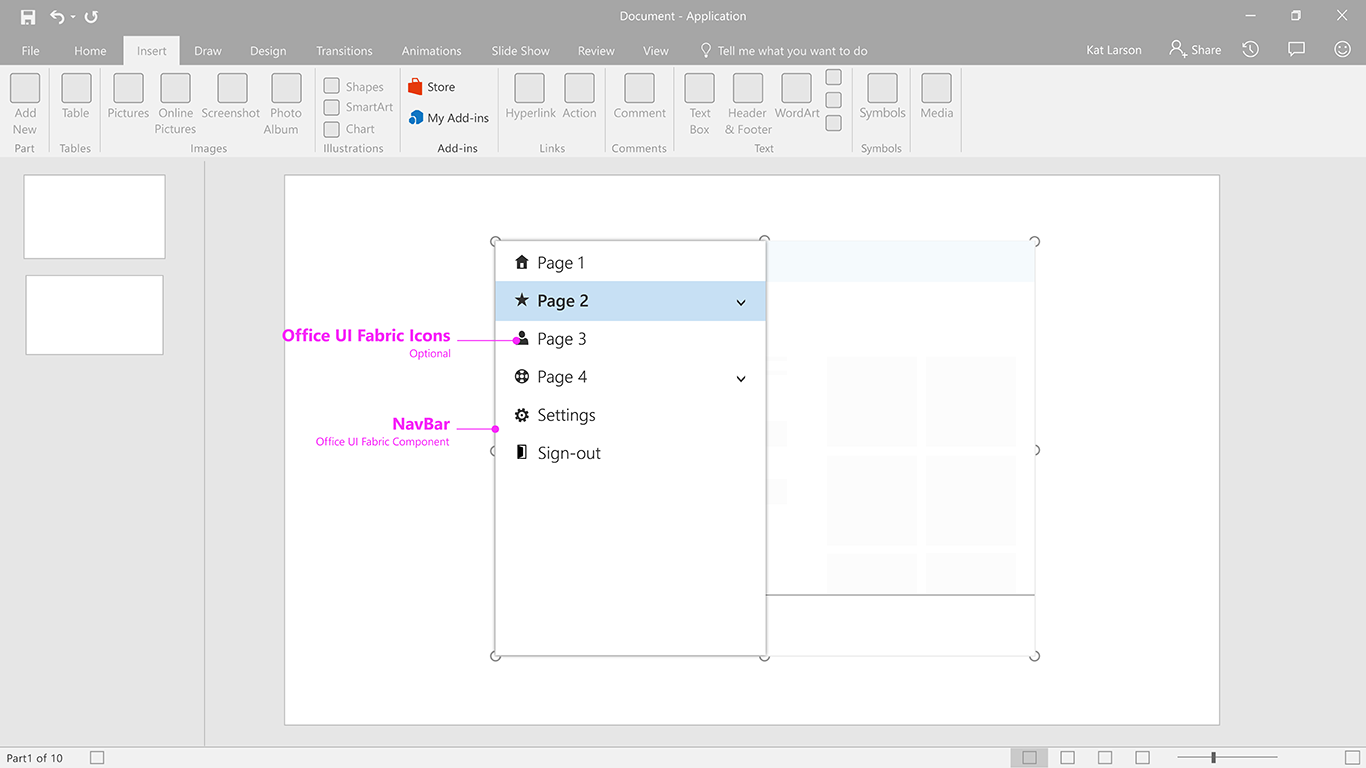 Document - Application
File Home Insert Draw Design Transitions Animations Slide Show Review View Tell me what you want to do Kat Larson Share
Add New
Table
Pictures
Online Pictures
Screenshot
Photo Album
Shapes
SmartArt
Chart
Store
My Add-ins
Hyperlink
Action
Comment
Text Box
Header & Footer
WordArt
Symbols
Media
Part Tables Images Illustrations Add-ins Links Comments Text Symbols
Page 1
Page 2
Office UI Fabric Icons
Optional
Page 3
Page 4
NavBar
Office UI Fabric Component
Settings
Sign-out
Part1 of 10